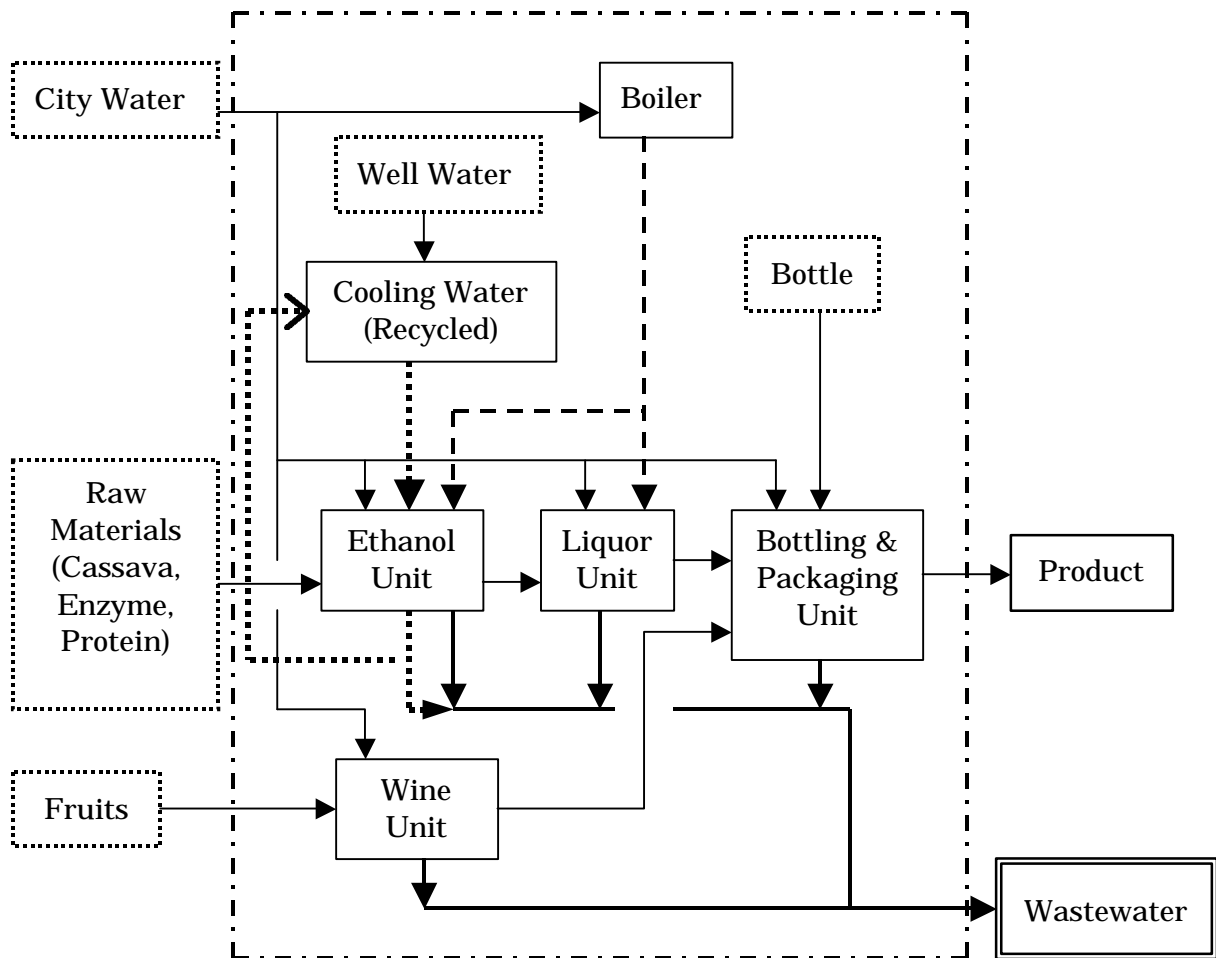 City Water
Boiler
Well Water
Bottle
Cooling Water
(Recycled)
Raw
Materials
(Cassava,
Enzyme,
Protein)
Ethanol
Unit
Liquor
Unit
Bottling &
Packaging
Unit
Product
Fruits
Wine
Unit
Wastewater